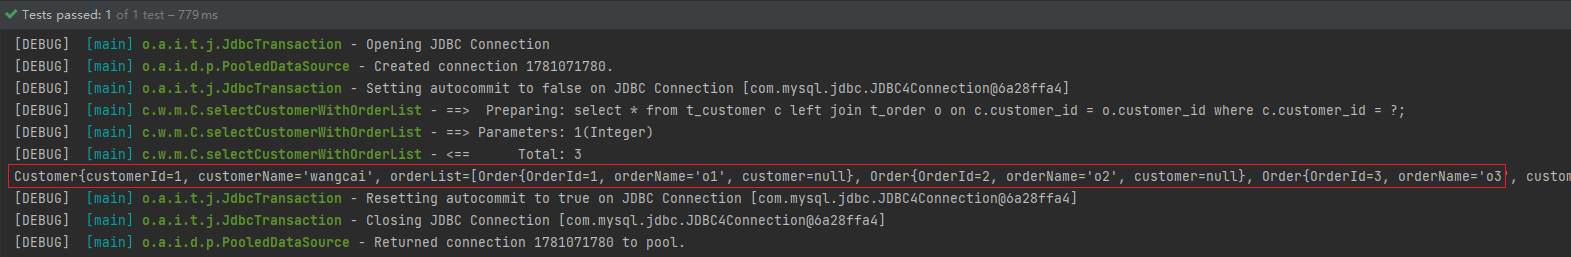 Tests passed: 1 of 1 test – 779 ms
[DEBUG] [main] o.a.i.t.j.JdbcTransaction - Opening JDBC Connection
[DEBUG] [main] o.a.i.d.p.PooledDataSource - Created connection 1781071780.
[DEBUG] [main] o.a.i.t.j.JdbcTransaction - Setting autocommit to false on JDBC Connection [com.mysql.jdbc.JDBC4Connection@6a28ffa4]
[DEBUG] [main] c.w.m.C.selectCustomerWithOrderList - ==>  Preparing: select * from t_customer c left join t_order o on c.customer_id = o.customer_id where c.customer_id = ?;
[DEBUG] [main] c.w.m.C.selectCustomerWithOrderList - ==> Parameters: 1(Integer)
[DEBUG] [main] c.w.m.C.selectCustomerWithOrderList - <==      Total: 3
Customer{customerId=1, customerName='wangcai', orderList=[Order{OrderId=1, orderName='o1', customer=null}, Order{OrderId=2, orderName='o2', customer=null}, Order{OrderId=3, orderName='o3', custom
[DEBUG] [main] o.a.i.t.j.JdbcTransaction - Resetting autocommit to true on JDBC Connection [com.mysql.jdbc.JDBC4Connection@6a28ffa4]
[DEBUG] [main] o.a.i.t.j.JdbcTransaction - Closing JDBC Connection [com.mysql.jdbc.JDBC4Connection@6a28ffa4]
[DEBUG] [main] o.a.i.d.p.PooledDataSource - Returned connection 1781071780 to pool.